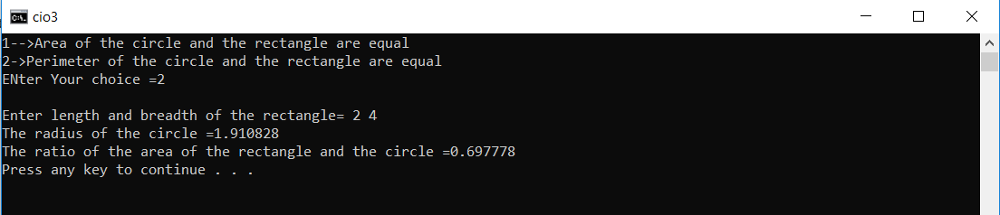 cio3
1-->Area of the circle and the rectangle are equal
2->Perimeter of the circle and the rectangle are equal
ENter Your choice =2
Enter length and breadth of the rectangle= 2 4
The radius of the circle =1.910828
The ratio of the area of the rectangle and the circle =0.697778
Press any key to continue . . .